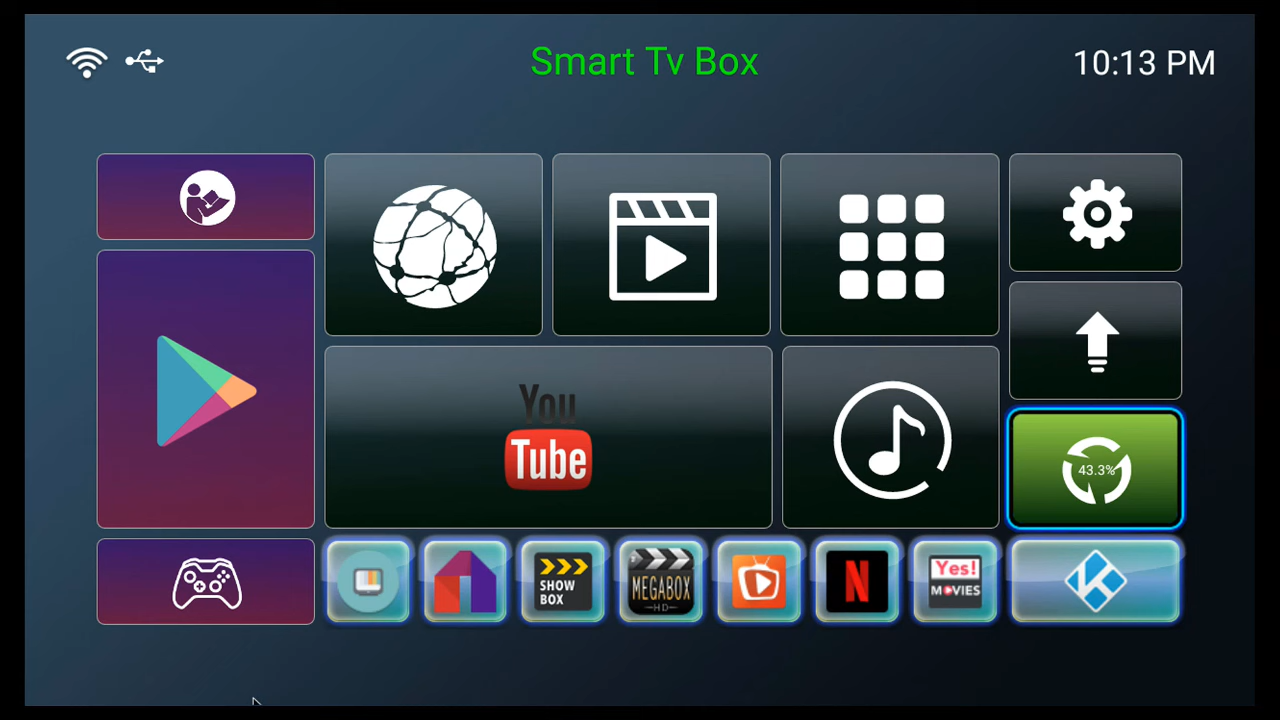 Smart Tv Box
10:13 PM
You
Tube
43.3%
SHOW
BOX
MEGABOX
HD
N
Yes!
MOVIES